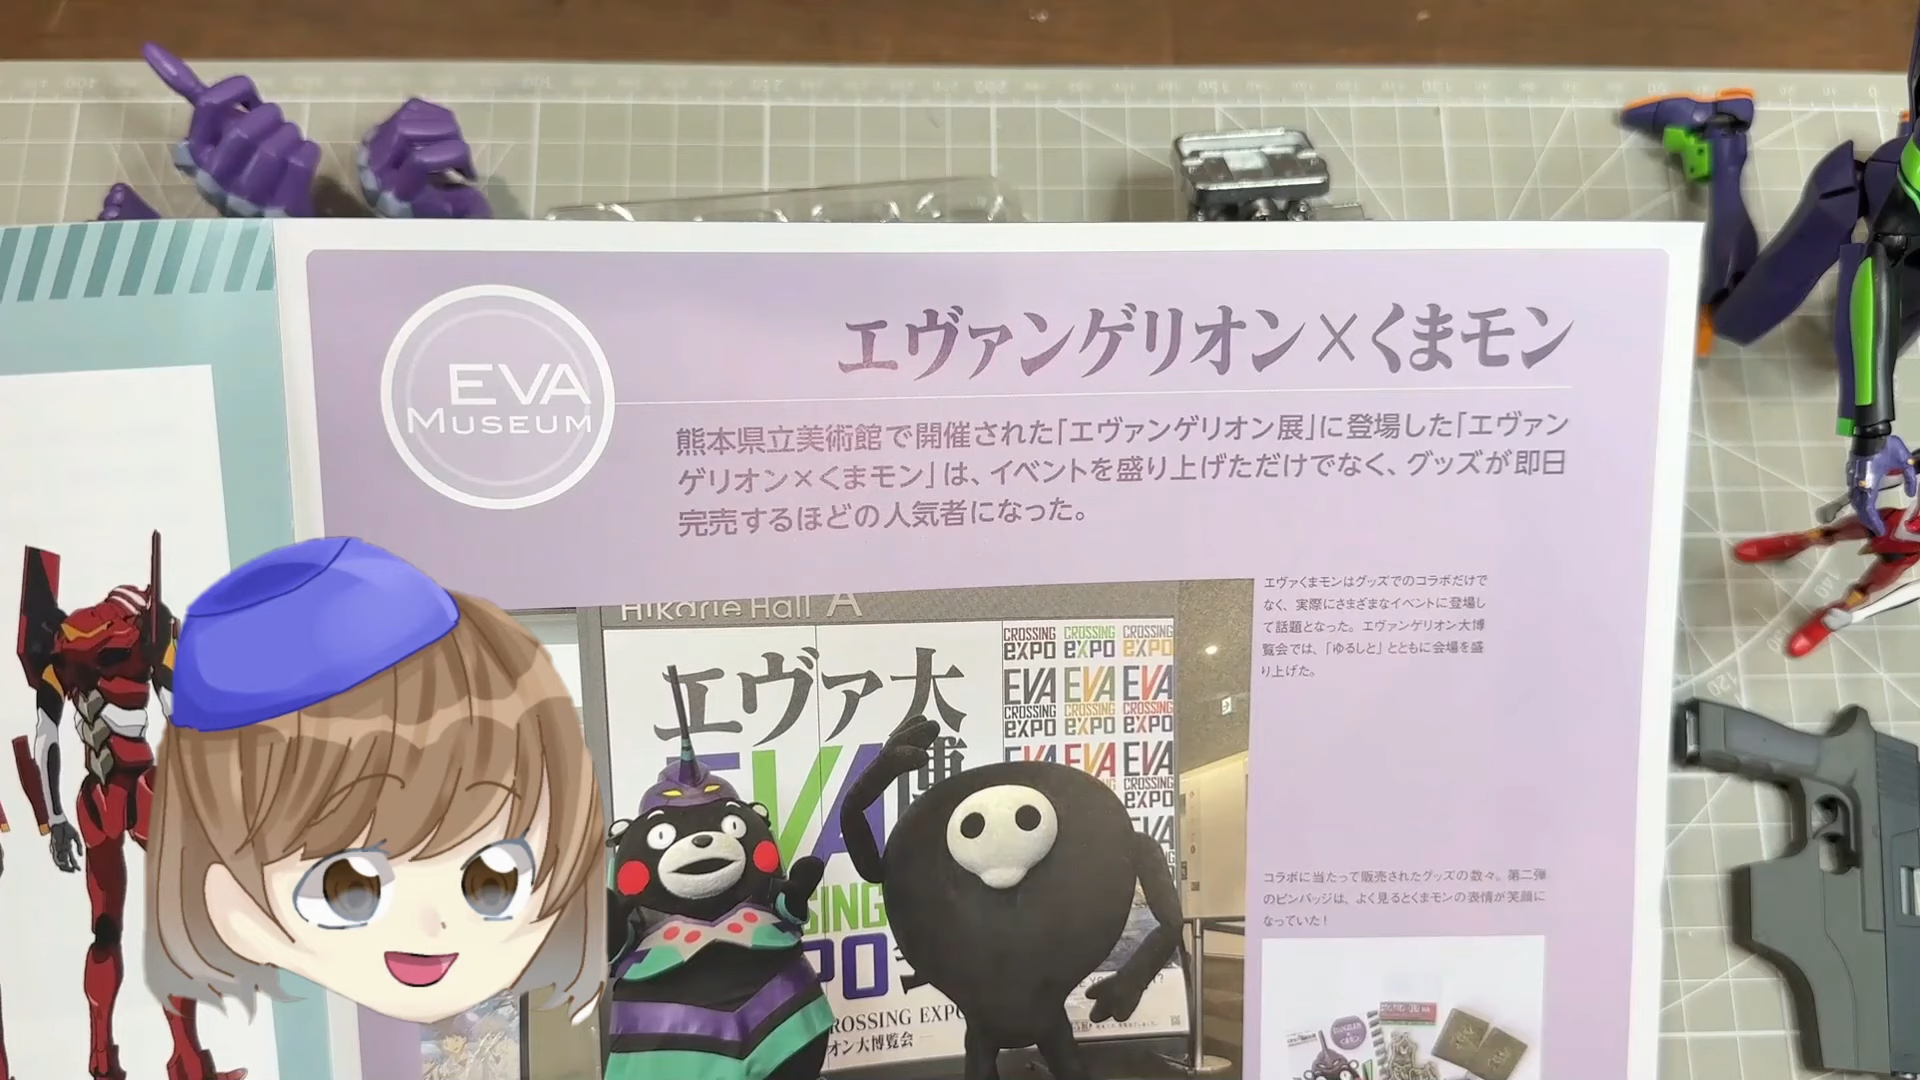 EVA
MUSEUM
エヴァンゲリオン×くまモン
熊本県立美術館で開催された「エヴァンゲリオン展」に登場した「エヴァン
ゲリオン×くまモン」は、イベントを盛り上げただけでなく、グッズが即日
完売するほどの人気者になった。
エヴァくまモンはグッズでのコラボだけで
なく、実際にさまざまなイベントに登場し
て話題となった。エヴァンゲリオン大博
覧会では、「ゆるしと」とともに会場を盛
り上げた。
Hikarie Hall A
エヴァ大
博
EVA
CROSSING EXPO
CROSSING EXPO
CROSSING EXPO
EVA EVA EVA
CROSSING EXPO
CROSSING EXPO
CROSSING EXPO
EVA EVA EVA
CROSSING EXPO
SING
PO
ROSSING EXPO
オン大博覧会
コラボに当たって販売されたグッズの数々。第二弾
のピンバッジは、よく見るとくまモンの表情が笑顔に
なっていた!